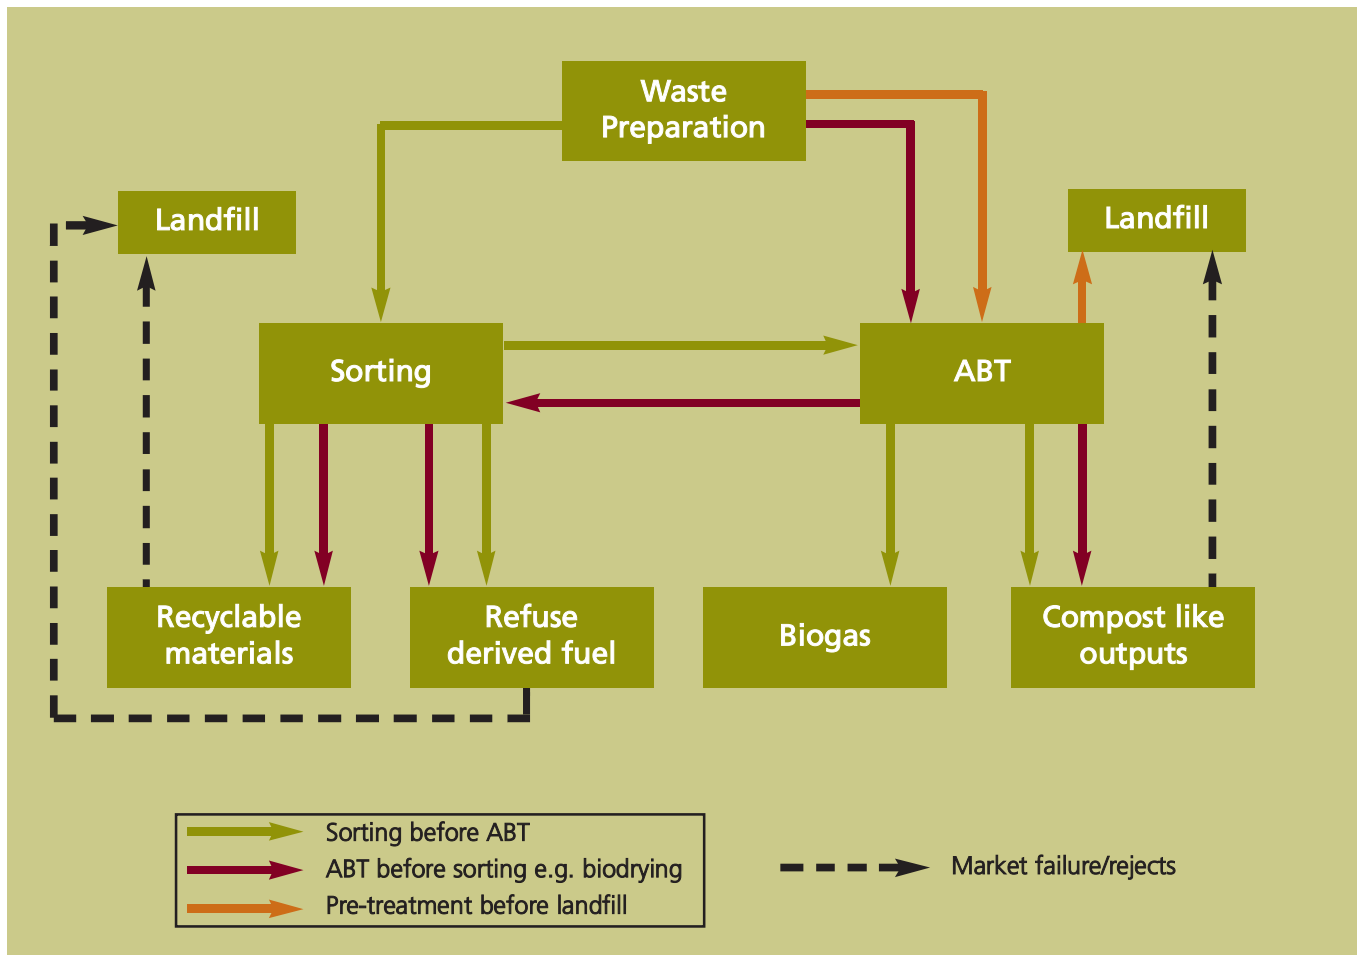 Waste
Preparation
Landfill
Landfill
Sorting
ABT
Recyclable
materials
Refuse
derived fuel
Biogas
Compost like
outputs
Sorting before ABT
ABT before sorting e.g. biodrying
Pre-treatment before landfill
Market failure/rejects